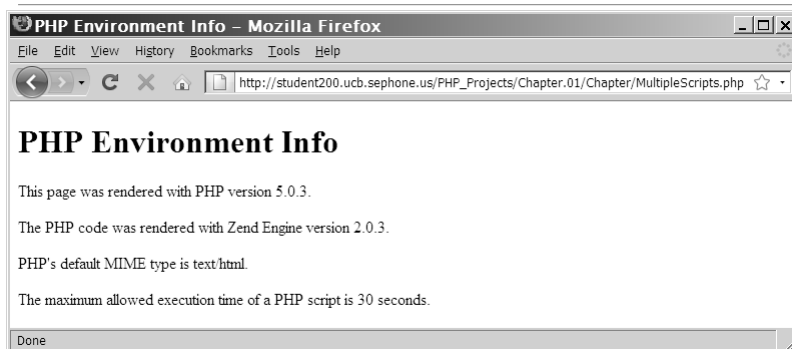 PHP Environment Info – Mozilla Firefox
File Edit View History Bookmarks Tools Help
http://student200.ucb.sephone.us/PHP_Projects/Chapter.01/Chapter/MultipleScripts.php
PHP Environment Info
This page was rendered with PHP version 5.0.3.
The PHP code was rendered with Zend Engine version 2.0.3.
PHP's default MIME type is text/html.
The maximum allowed execution time of a PHP script is 30 seconds.
Done